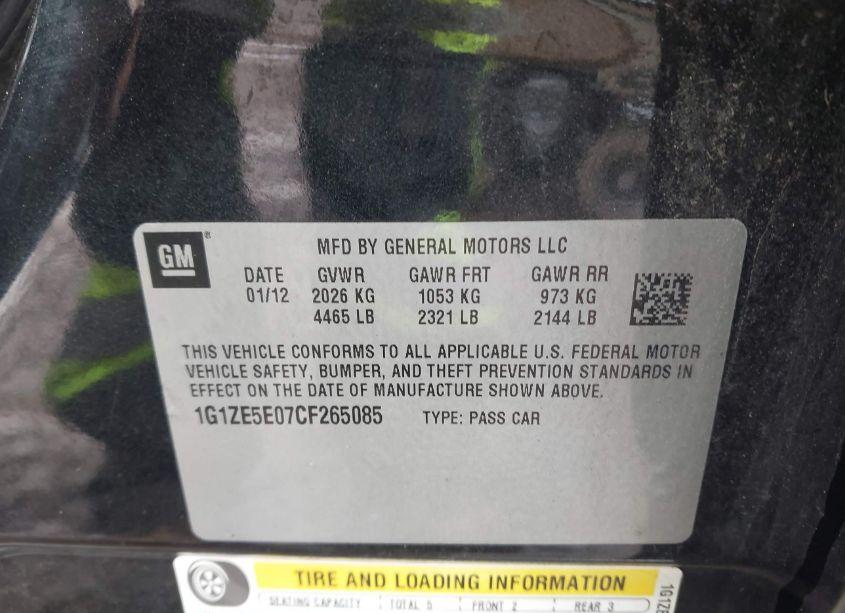 GM ®
MFD BY GENERAL MOTORS LLC
DATE GVWR GAWR FRT GAWR RR
01/12 2026 KG 1053 KG 973 KG
4465 LB 2321 LB 2144 LB
THIS VEHICLE CONFORMS TO ALL APPLICABLE U.S. FEDERAL MOTOR
VEHICLE SAFETY, BUMPER, AND THEFT PREVENTION STANDARDS IN
EFFECT ON THE DATE OF MANUFACTURE SHOWN ABOVE.
1G1ZE5E07CF265085 TYPE: PASS CAR
TIRE AND LOADING INFORMATION
SEATING CAPACITY TOTAL 5 FRONT 2 REAR 3
1G1ZE